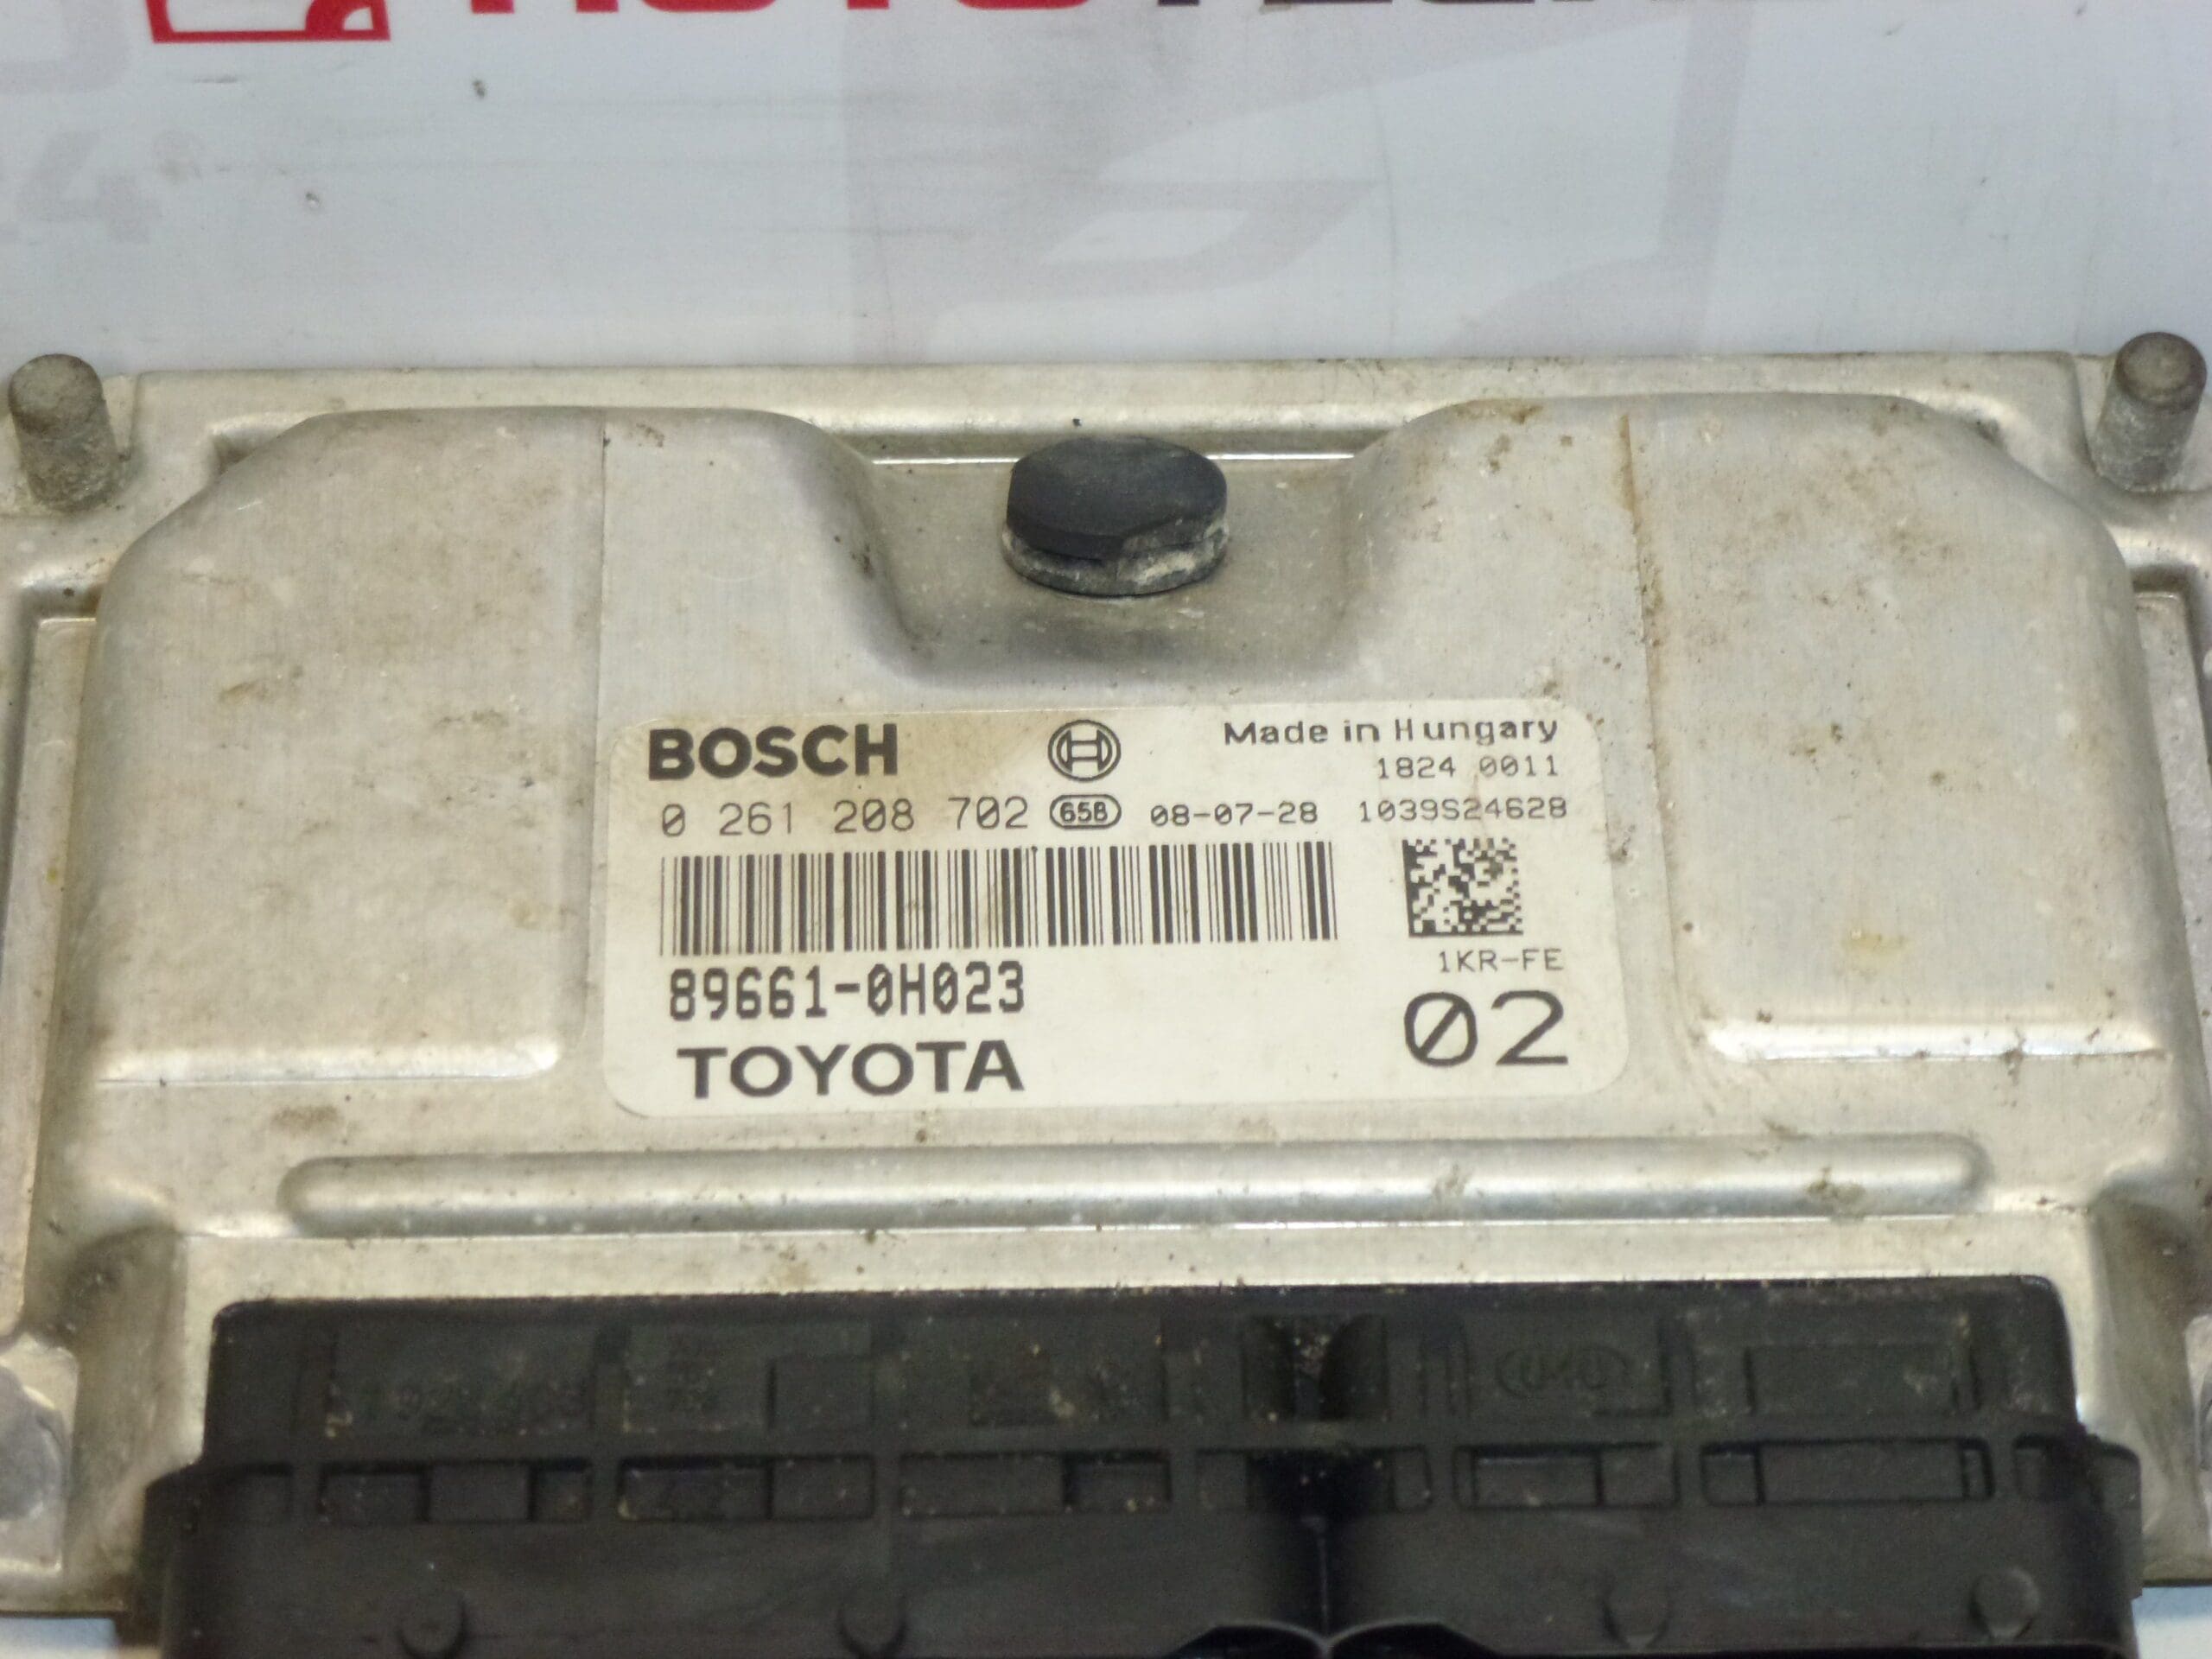 BOSCH
Made in Hungary
1824 0011
0 261 208 702 65B 08-07-28 1039S24628
89661-0H023
1KR-FE
TOYOTA
02